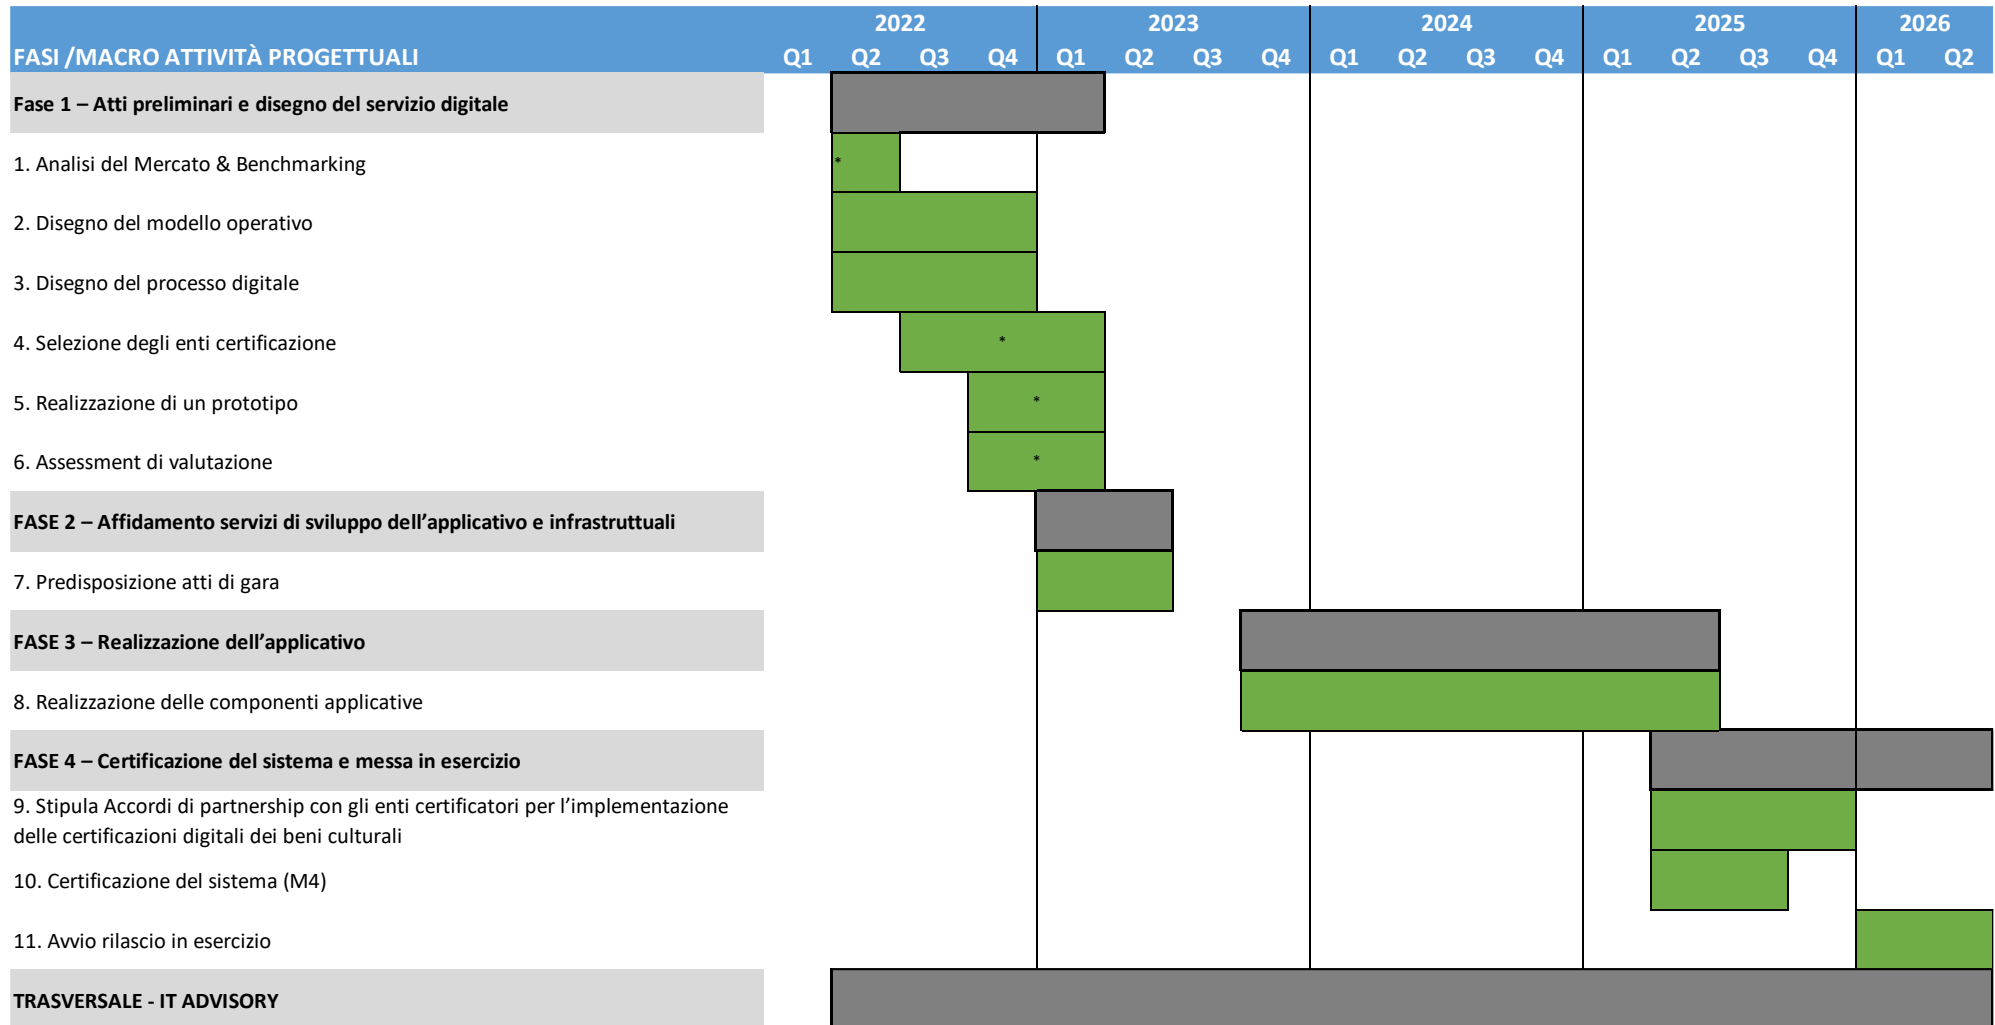 2022 2023 2024 2025 2026
FASI /MACRO ATTIVITÀ PROGETTUALI Q1 Q2 Q3 Q4 Q1 Q2 Q3 Q4 Q1 Q2 Q3 Q4 Q1 Q2 Q3 Q4 Q1 Q2
Fase 1 – Atti preliminari e disegno del servizio digitale
1. Analisi del Mercato & Benchmarking *
2. Disegno del modello operativo
3. Disegno del processo digitale
4. Selezione degli enti certificazione *
5. Realizzazione di un prototipo *
6. Assessment di valutazione *
FASE 2 – Affidamento servizi di sviluppo dell’applicativo e infrastruttuali
7. Predisposizione atti di gara
FASE 3 – Realizzazione dell’applicativo
8. Realizzazione delle componenti applicative
FASE 4 – Certificazione del sistema e messa in esercizio
9. Stipula Accordi di partnership con gli enti certificatori per l’implementazione
delle certificazioni digitali dei beni culturali
10. Certificazione del sistema (M4)
11. Avvio rilascio in esercizio
TRASVERSALE - IT ADVISORY